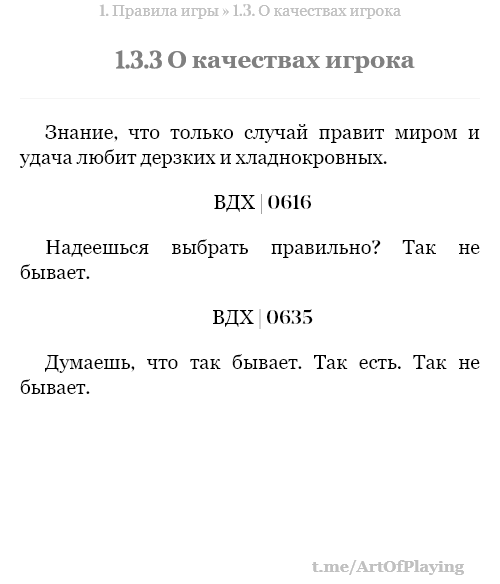 1. Правила игры » 1.3. О качествах игрока
1.3.3 О качествах игрока
Знание, что только случай правит миром и
удача любит дерзких и хладнокровных.
ВДХ | 0616
Надеешься выбрать правильно? Так не
бывает.
ВДХ | 0635
Думаешь, что так бывает. Так есть. Так не
бывает.
t.me/ArtOfPlaying